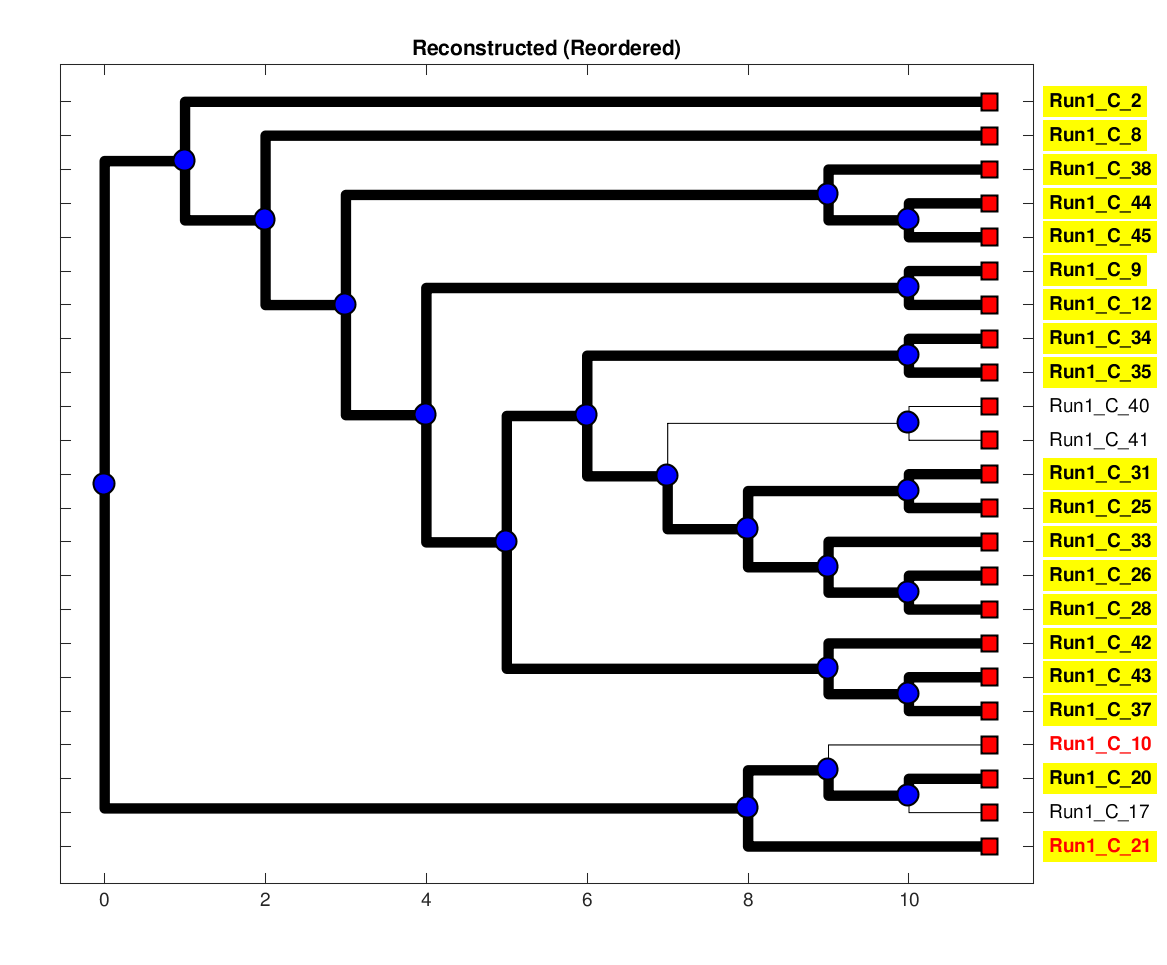 Reconstructed (Reordered)
Run1_C_2
Run1_C_8
Run1_C_38
Run1_C_44
Run1_C_45
Run1_C_9
Run1_C_12
Run1_C_34
Run1_C_35
Run1_C_40
Run1_C_41
Run1_C_31
Run1_C_25
Run1_C_33
Run1_C_26
Run1_C_28
Run1_C_42
Run1_C_43
Run1_C_37
Run1_C_10
Run1_C_20
Run1_C_17
Run1_C_21
0 2 4 6 8 10